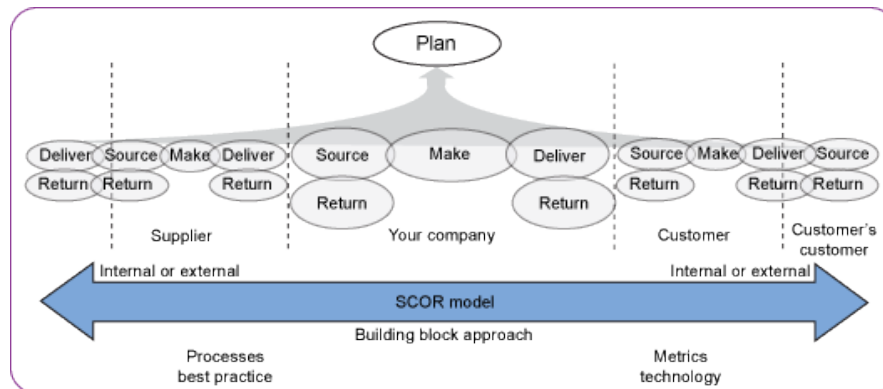 Plan
Deliver Source Make Deliver Source Make Deliver Source Make Deliver Source
Return Return Return Return Return Return Return Return
Supplier Your company Customer Customer's
customer
Internal or external Internal or external
SCOR model
Building block approach
Processes Metrics
best practice technology